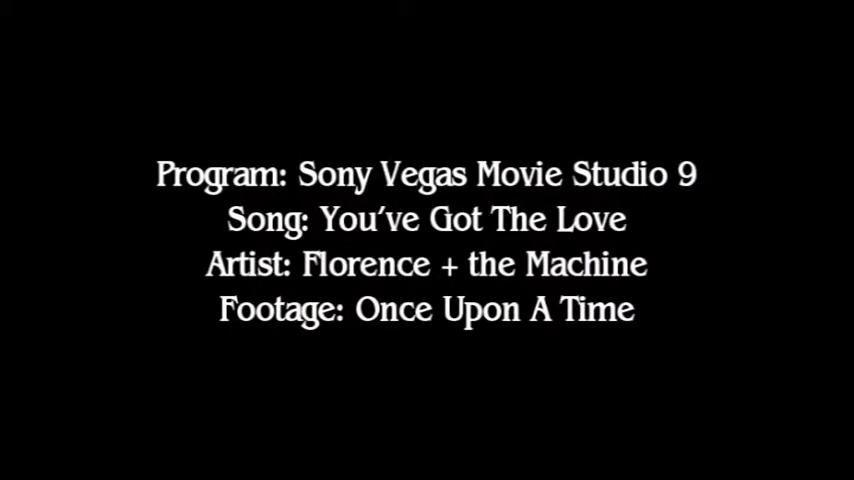 Program: Sony Vegas Movie Studio 9
Song: You've Got The Love
Artist: Florence + the Machine
Footage: Once Upon A Time